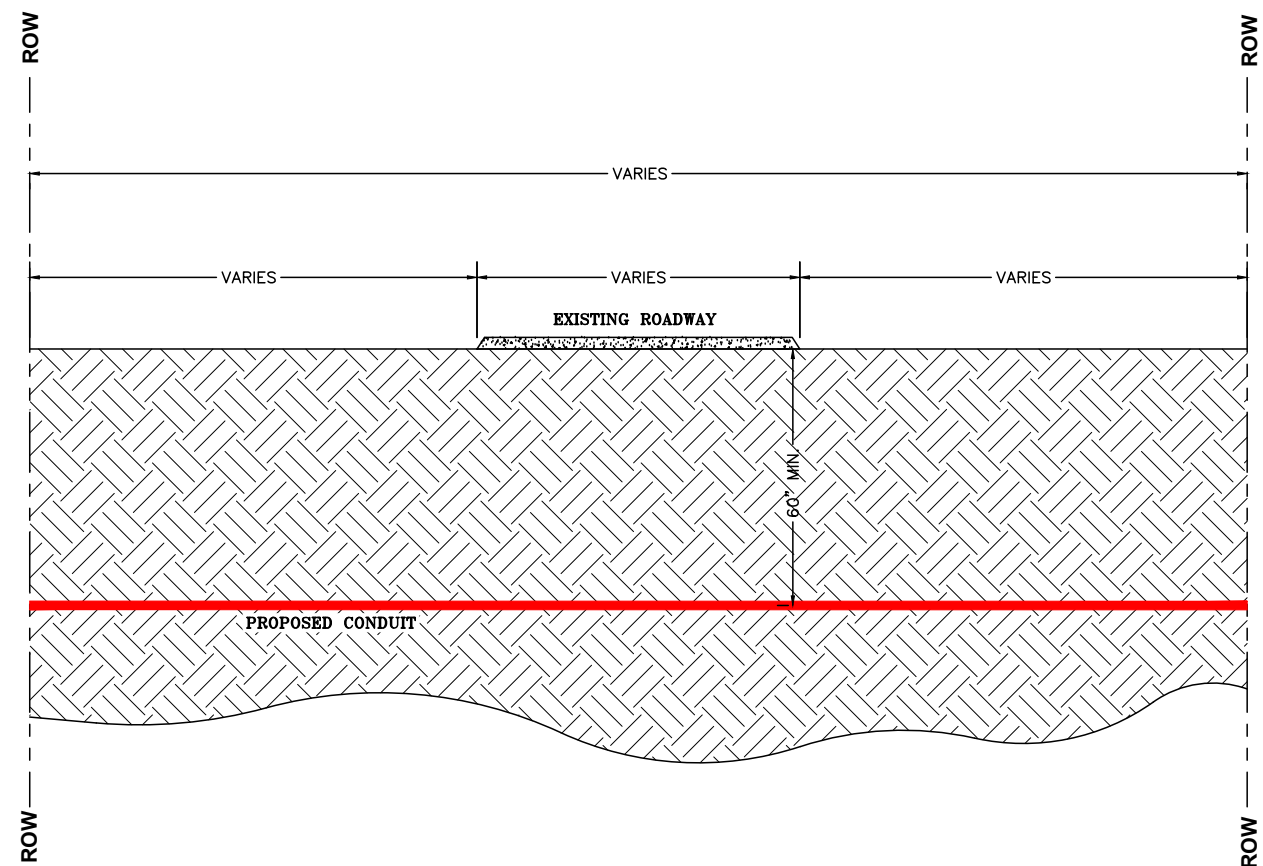 ROW
ROW
VARIES
VARIES
VARIES
VARIES
EXISTING ROADWAY
60" MIN
PROPOSED CONDUIT
ROW
ROW